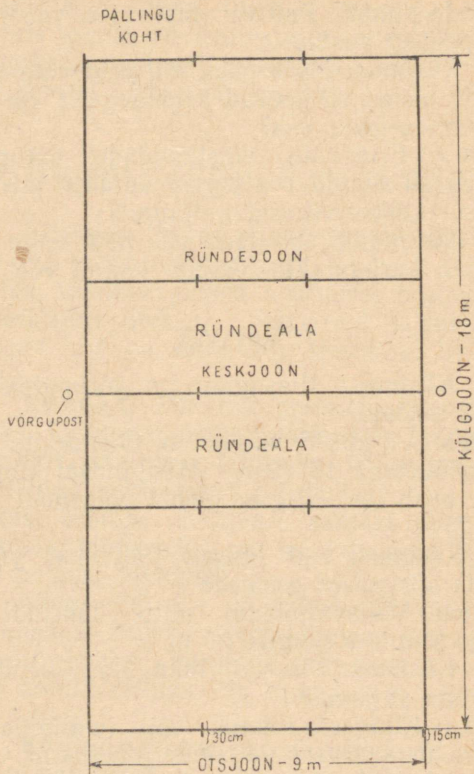 PALLINGU
KOHT
RÜNDEJOON
RÜNDEALA
KESKJOON
VÕRGUPOST
RÜNDEALA
KÜLGJOON - 18 m
30cm
15cm
OTSJOON - 9 m